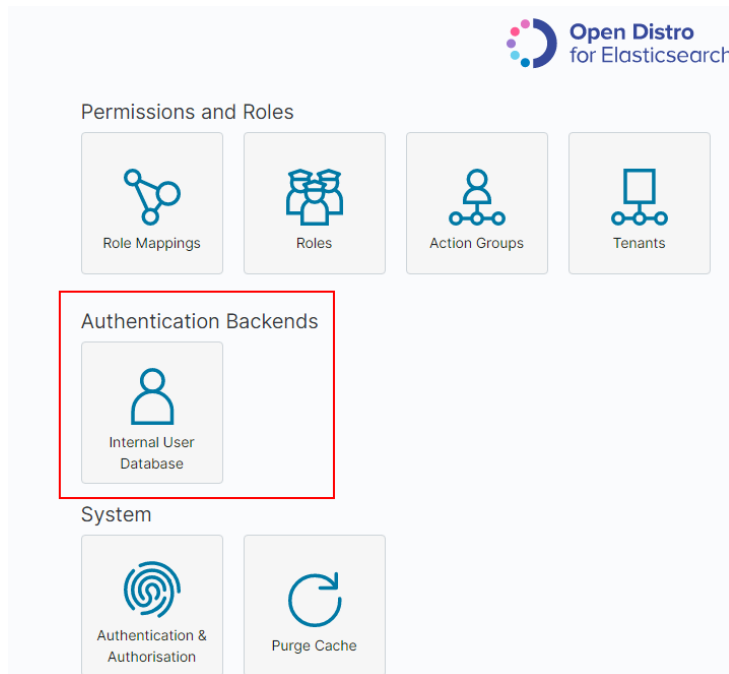 Open Distro
for Elasticsearch
Permissions and Roles
Role Mappings
Roles
Action Groups
Tenants
Authentication Backends
Internal User
Database
System
Authentication &
Authorisation
Purge Cache